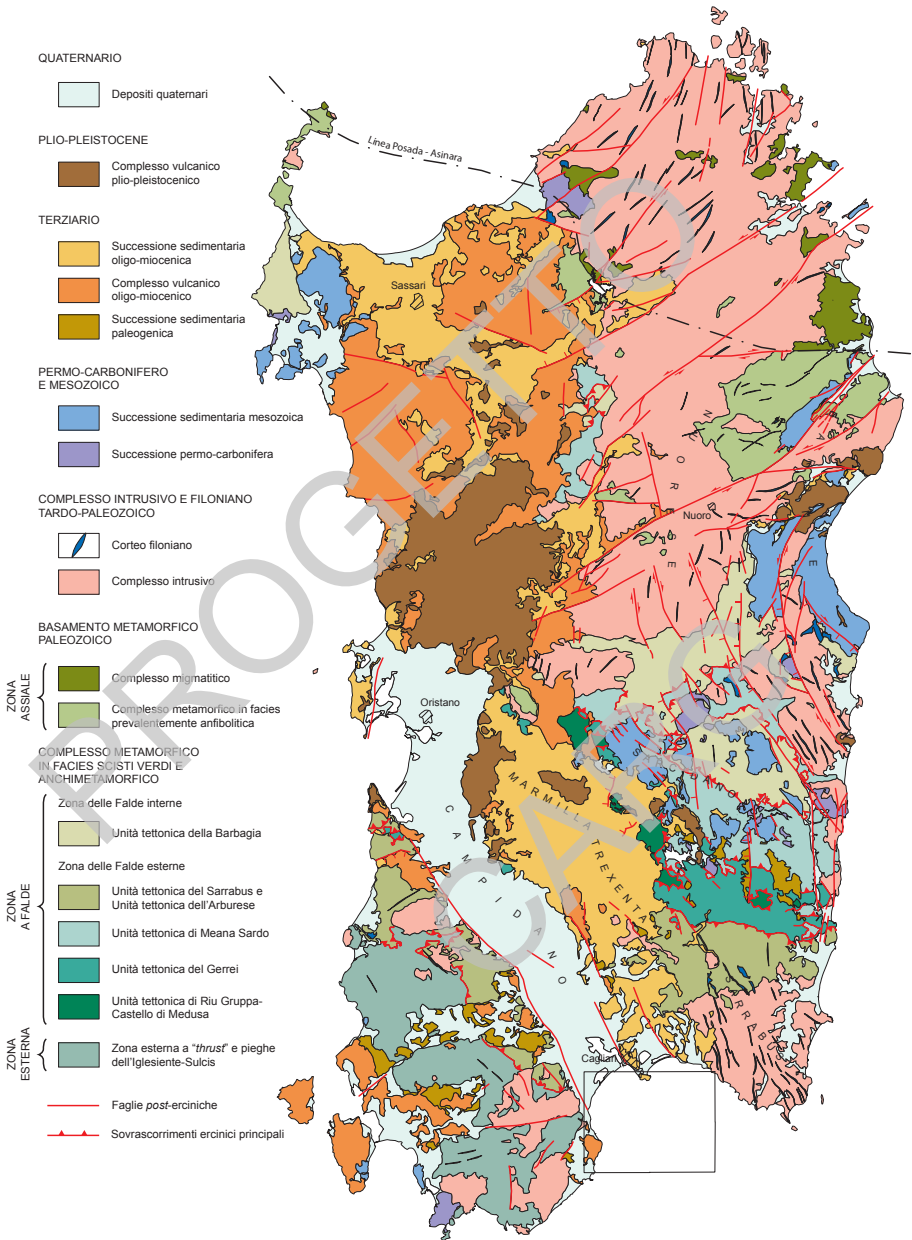 QUATERNARIO
Depositi quaternari
PLIO-PLEISTOCENE
Complesso vulcanico
plio-pleistocenico
TERZIARIO
Successione sedimentaria
oligo-miocenica
Complesso vulcanico
oligo-miocenico
Successione sedimentaria
paleogenica
PERMO-CARBONIFERO
E MESOZOICO
Successione sedimentaria mesozoica
Successione permo-carbonifera
COMPLESSO INTRUSIVO E FILONIANO
TARDO-PALEOZOICO
Corteo filoniano
Complesso intrusivo
BASAMENTO METAMORFICO
PALEOZOICO
ZONA
ASSIALE
Complesso migmatitico
Complesso metamorfico in facies
prevalentemente anfibolitica
COMPLESSO METAMORFICO
IN FACIES SCISTI VERDI E
ANCHIMETAMORFICO
ZONA
A FALDE
Zona delle Falde interne
Unità tettonica della Barbagia
Zona delle Falde esterne
Unità tettonica del Sarrabus e
Unità tettonica dell'Arburese
Unità tettonica di Meana Sardo
Unità tettonica del Gerrei
Unità tettonica di Riu Gruppa-
Castello di Medusa
ZONA
ESTERNA
Zona esterna a "thrust" e pieghe
dell'Iglesiente-Sulcis
Faglie post-erciniche
Sovrascorrimenti ercinici principali
Linea Posada - Asinara
Sassari
NUORESE
Nuoro
Oristano
MARMILLA
TREXENTA
CAMPIDANO
SARRABUS
Cagliari
PROGETTO
CARG